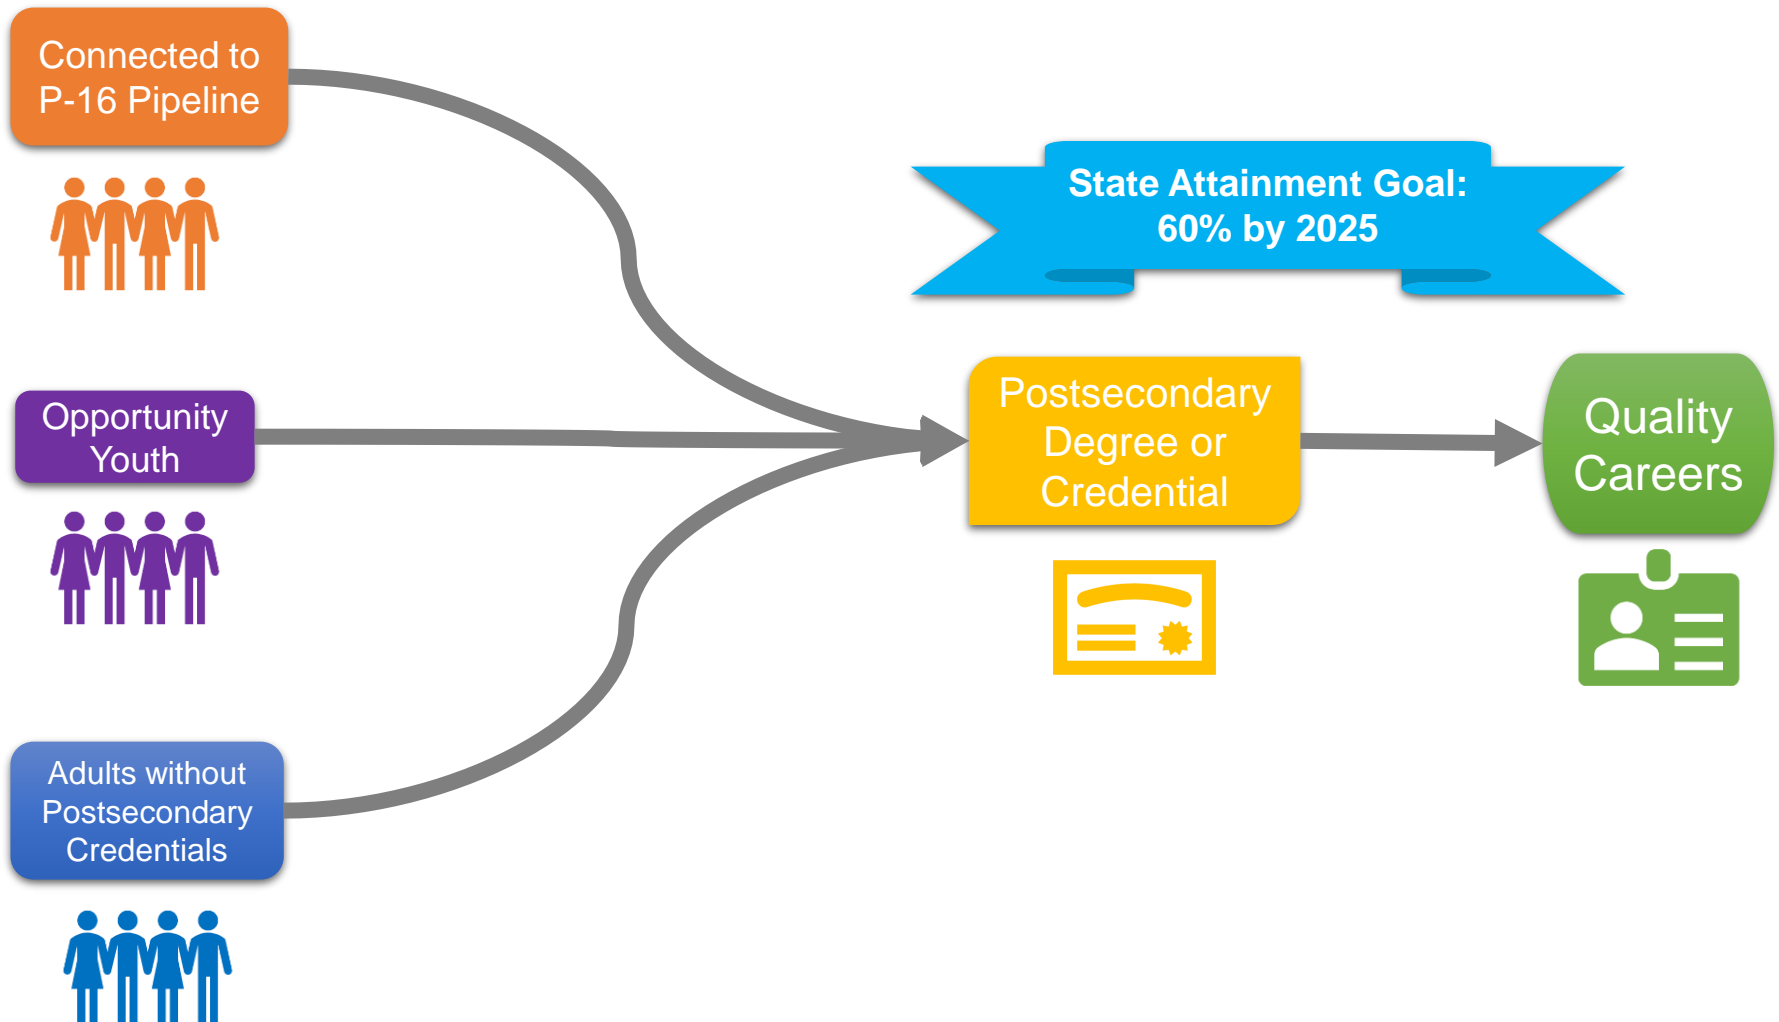 Connected to
P-16 Pipeline
State Attainment Goal:
60% by 2025
Opportunity
Youth
Postsecondary
Degree or
Credential
Quality
Careers
Adults without
Postsecondary
Credentials